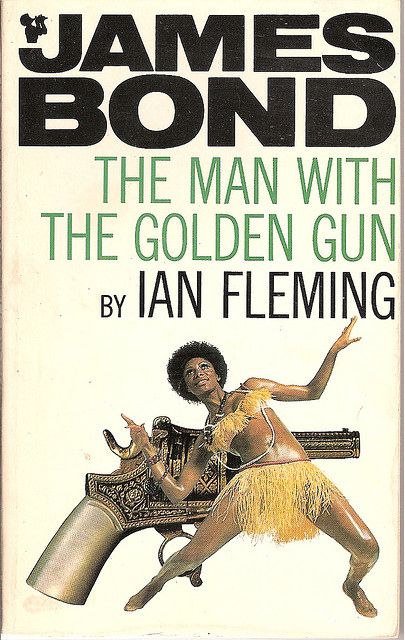 JAMES
BOND
THE MAN WITH
THE GOLDEN GUN
BY IAN FLEMING